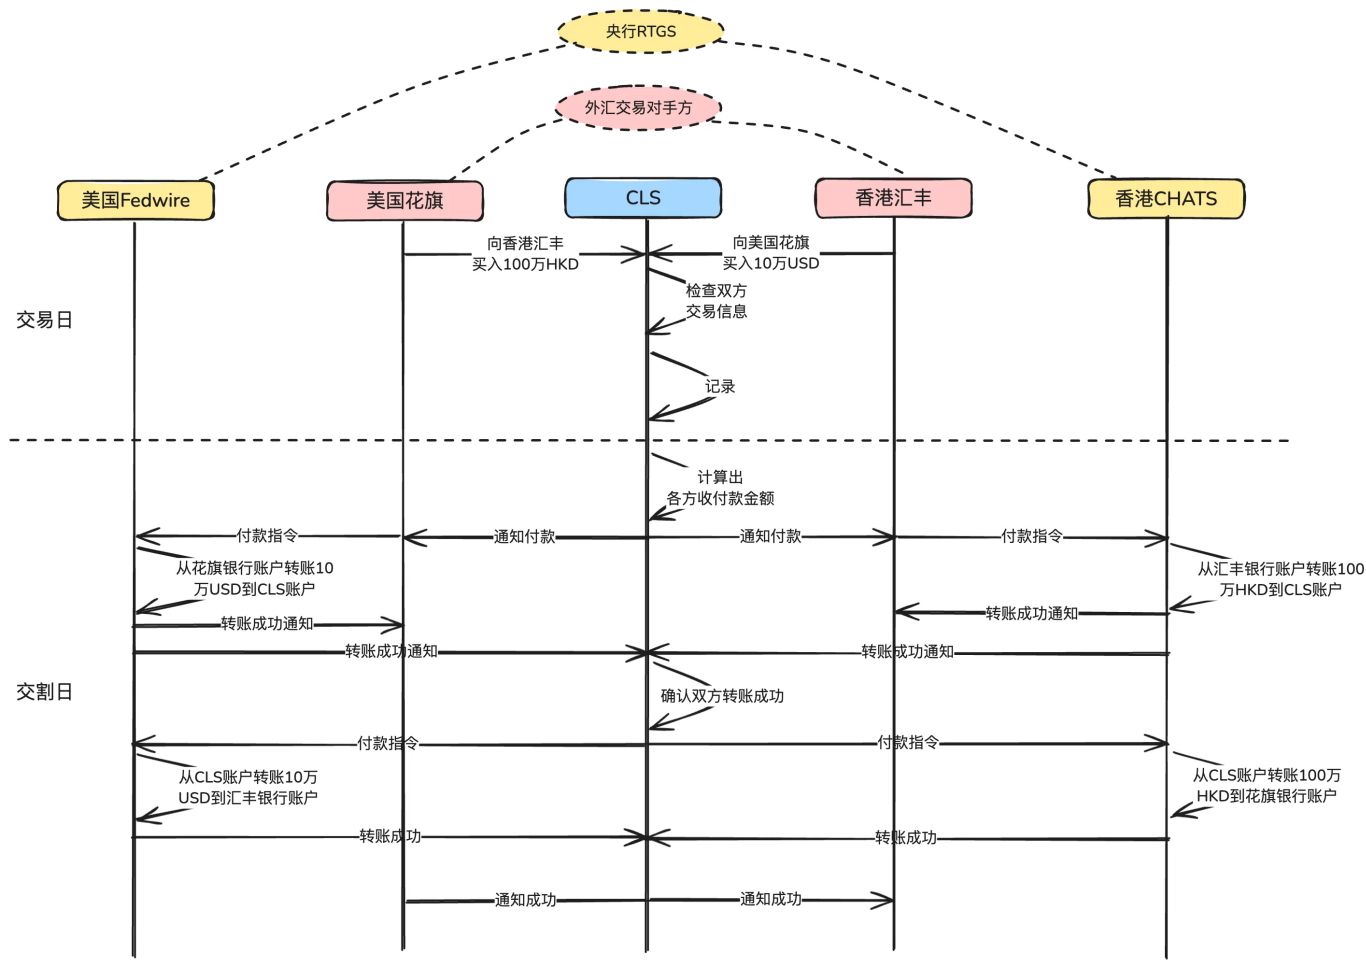 央行RTGS
外汇交易对手方
美国Fedwire
美国花旗
CLS
香港汇丰
香港CHATS
向香港汇丰
买入100万HKD
向美国花旗
买入10万USD
检查双方
交易信息
交易日
记录
计算出
各方收付款金额
付款指令
通知付款
通知付款
付款指令
从花旗银行账户转账10
万USD到CLS账户
从汇丰银行账户转账100
万HKD到CLS账户
转账成功通知
转账成功通知
转账成功通知
转账成功通知
交割日
确认双方转账成功
付款指令
付款指令
从CLS账户转账10万
USD到汇丰银行账户
从CLS账户转账100万
HKD到花旗银行账户
转账成功
转账成功
通知成功
通知成功